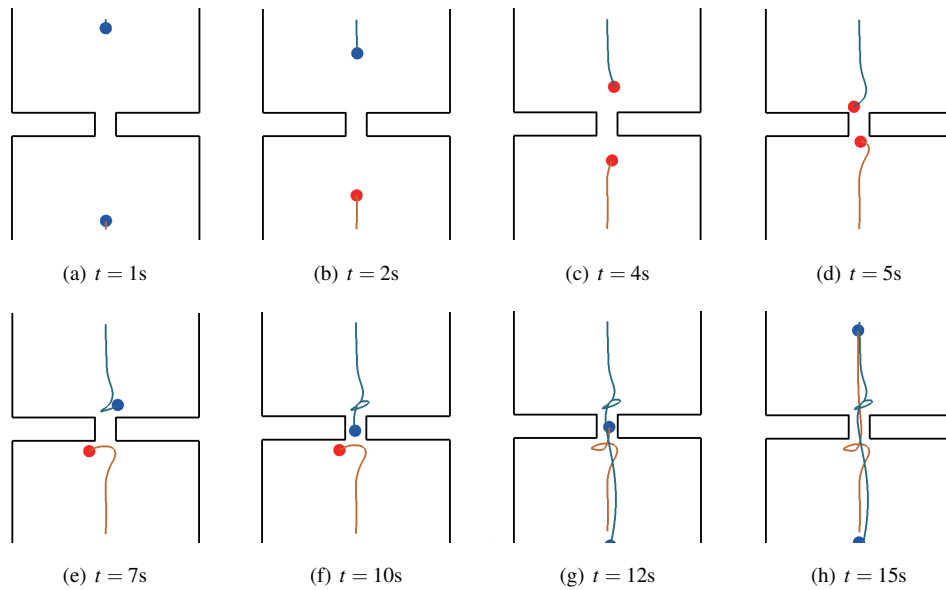 (a) t = 1s
(b) t = 2s
(c) t = 4s
(d) t = 5s
(e) t = 7s
(f) t = 10s
(g) t = 12s
(h) t = 15s